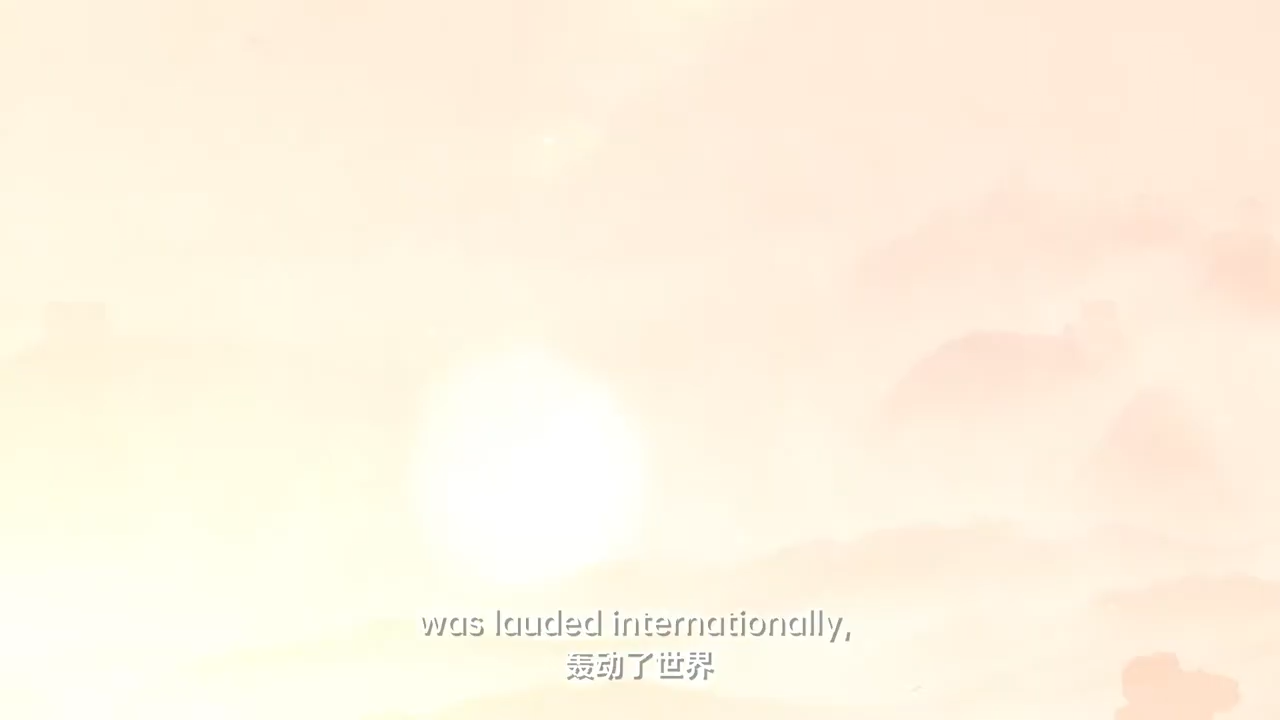 was lauded internationally,
轰动了世界